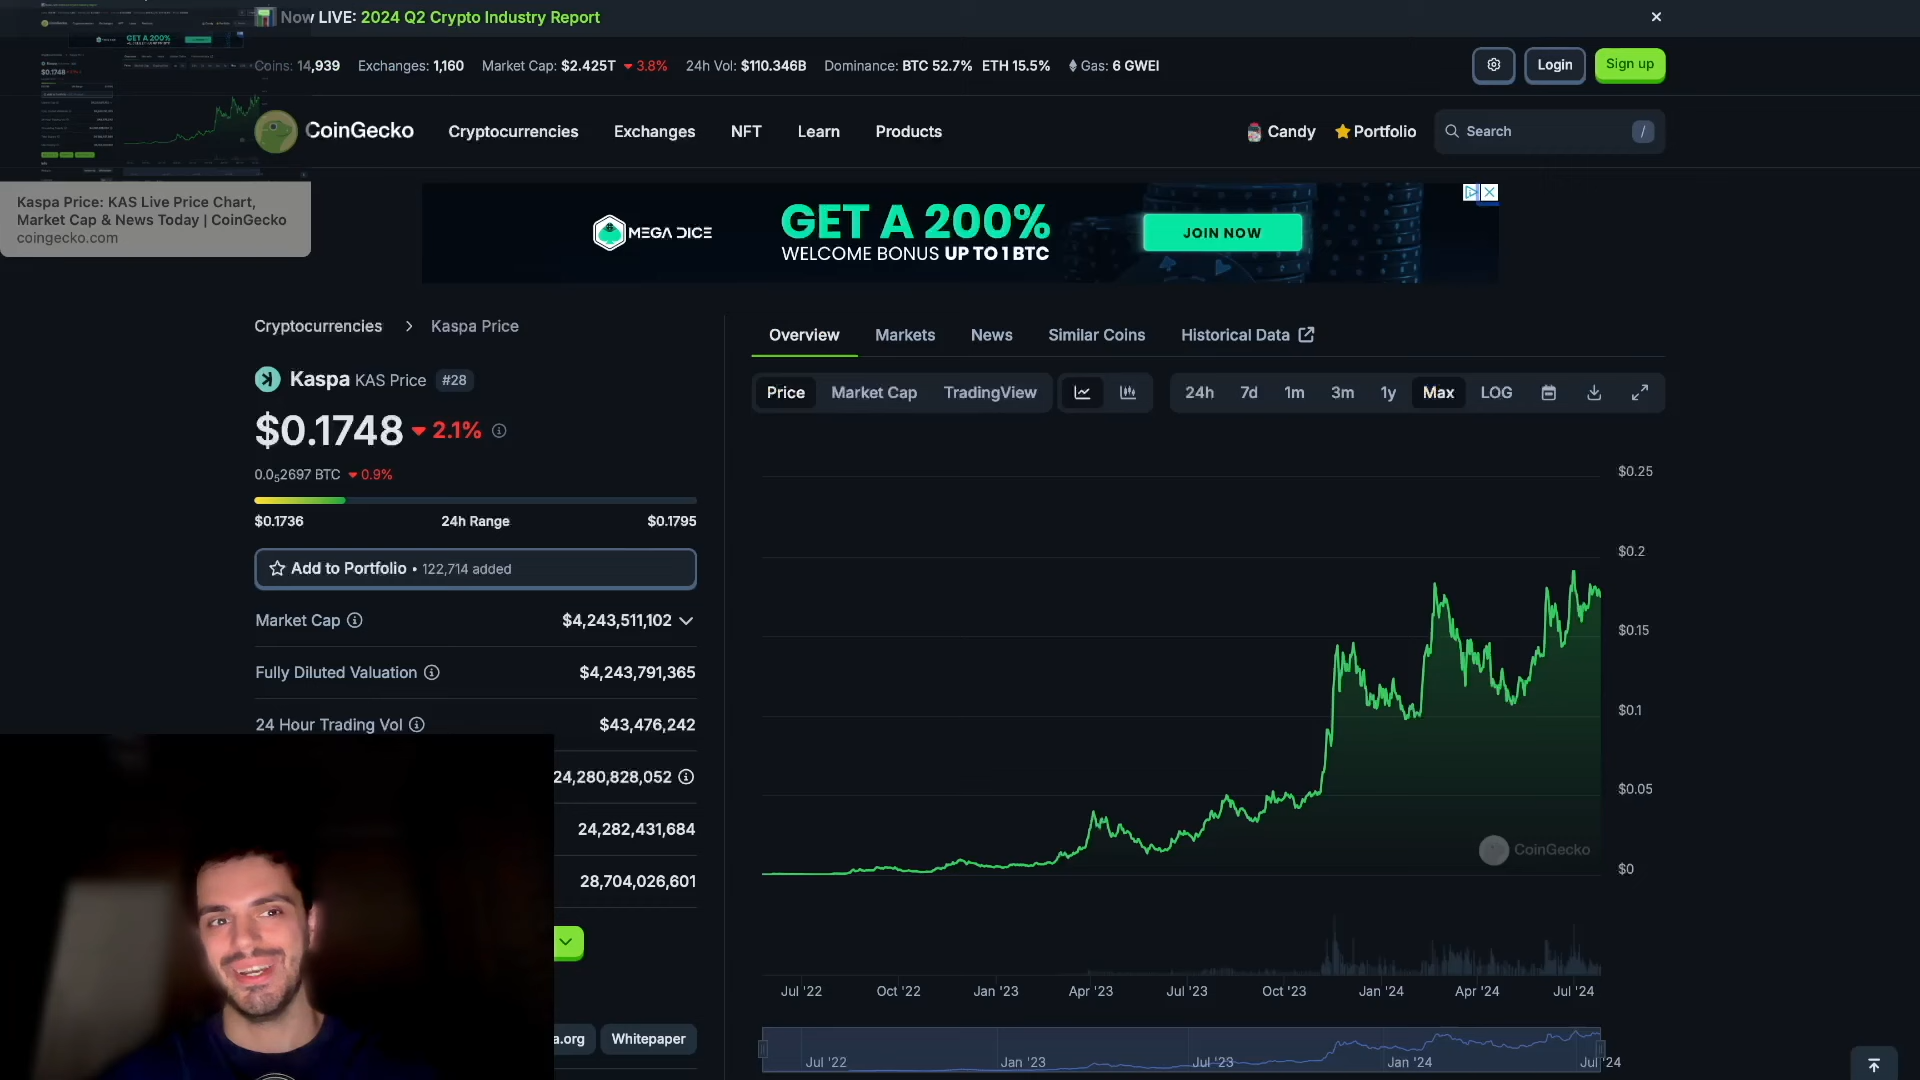 Now LIVE: 2024 Q2 Crypto Industry Report
Coins: 14,939 Exchanges: 1,160 Market Cap: $2.425T 3.8% 24h Vol: $110.346B Dominance: BTC 52.7% ETH 15.5% Gas: 6 GWEI
Login
Sign up
CoinGecko
Cryptocurrencies
Exchanges
NFT
Learn
Products
Candy
Portfolio
Search
/
Kaspa Price: KAS Live Price Chart,
Market Cap & News Today | CoinGecko
coingecko.com
MEGA DICE
GET A 200%
WELCOME BONUS UP TO 1 BTC
JOIN NOW
Cryptocurrencies > Kaspa Price
Kaspa KAS Price #28
$0.1748 2.1%
0.0₅2697 BTC 0.9%
$0.1736 24h Range $0.1795
Add to Portfolio • 122,714 added
Market Cap $4,243,511,102
Fully Diluted Valuation $4,243,791,365
24 Hour Trading Vol $43,476,242
24,280,828,052
24,282,431,684
28,704,026,601
a.org
Whitepaper
Overview Markets News Similar Coins Historical Data
Price Market Cap TradingView
24h 7d 1m 3m 1y Max LOG
$0.25
$0.2
$0.15
$0.1
$0.05
$0
CoinGecko
Jul '22 Oct '22 Jan '23 Apr '23 Jul '23 Oct '23 Jan '24 Apr '24 Jul '24
Jul '22 Jan '23 Jul '23 Jan '24 Jul '24